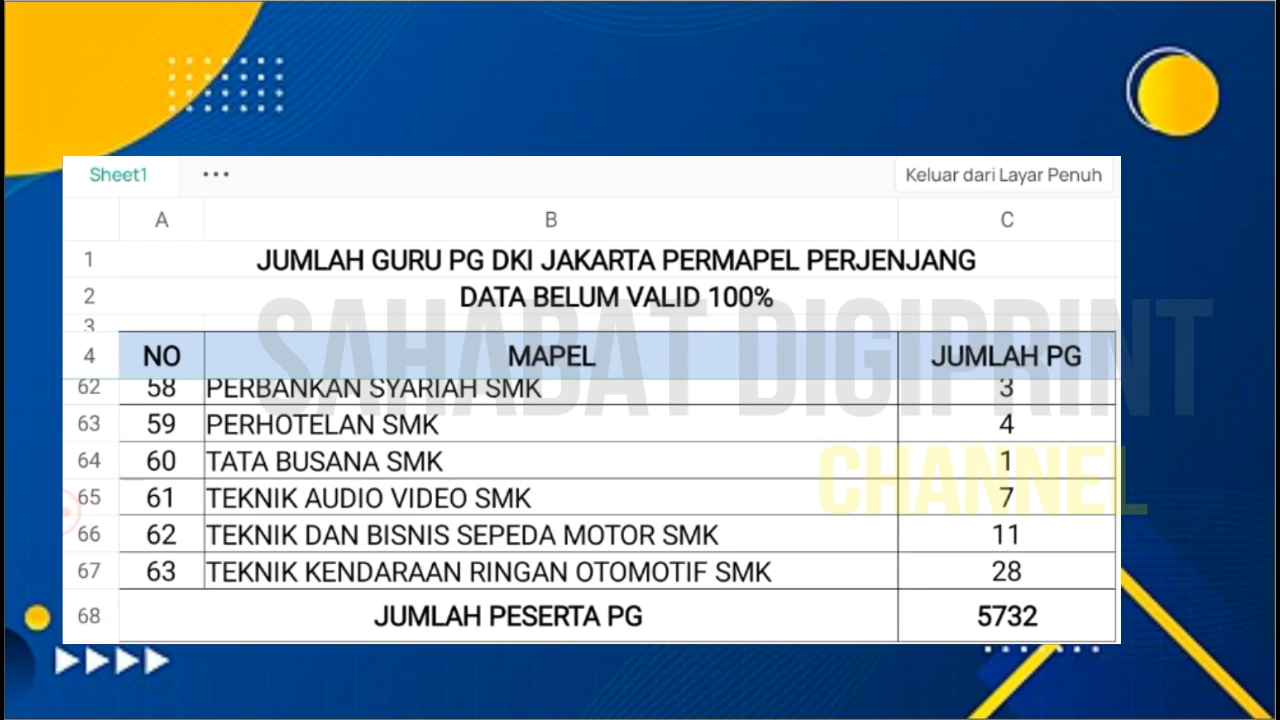 Sheet1 •••
Keluar dari Layar Penuh
A B C
1 JUMLAH GURU PG DKI JAKARTA PERMAPEL PERJENJANG
2 DATA BELUM VALID 100%
3
4 NO MAPEL JUMLAH PG
62 58 PERBANKAN SYARIAH SMK 3
63 59 PERHOTELAN SMK 4
64 60 TATA BUSANA SMK 1
65 61 TEKNIK AUDIO VIDEO SMK 7
66 62 TEKNIK DAN BISNIS SEPEDA MOTOR SMK 11
67 63 TEKNIK KENDARAAN RINGAN OTOMOTIF SMK 28
68 JUMLAH PESERTA PG 5732
SAHABAT DIGIPRINT
CHANNEL